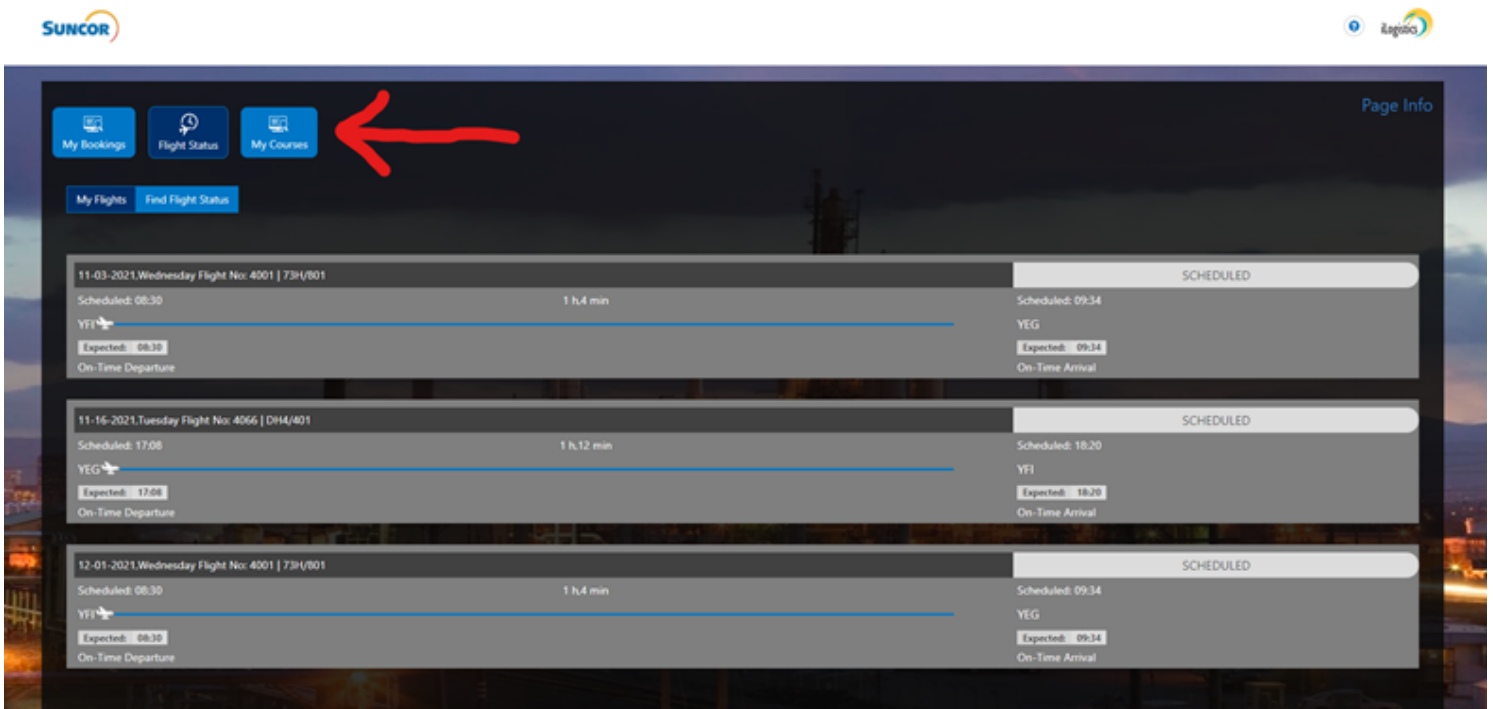 SUNCOR
iLogistics
Page Info
My Bookings
Flight Status
My Courses
My Flights
Find Flight Status
11-03-2021,Wednesday Flight No: 4001 | 73H/801
SCHEDULED
Scheduled: 08:30
1 h,4 min
Scheduled: 09:34
YFI
YEG
Expected: 08:30
Expected: 09:34
On-Time Departure
On-Time Arrival
11-16-2021,Tuesday Flight No: 4066 | DH4/401
SCHEDULED
Scheduled: 17:08
1 h,12 min
Scheduled: 18:20
YEG
YFI
Expected: 17:08
Expected: 18:20
On-Time Departure
On-Time Arrival
12-01-2021,Wednesday Flight No: 4001 | 73H/801
SCHEDULED
Scheduled: 08:30
1 h,4 min
Scheduled: 09:34
YFI
YEG
Expected: 08:30
Expected: 09:34
On-Time Departure
On-Time Arrival